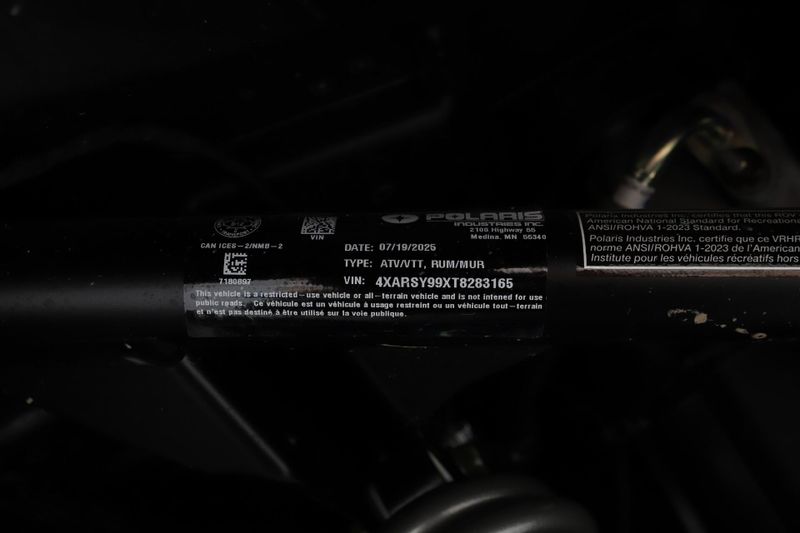 CAN ICES-2/NMB-2
VIN
7180897
POLARIS
INDUSTRIES INC.
2100 Highway 55
Medina, MN 55340
DATE: 07/19/2025
TYPE: ATV/VTT, RUM/MUR
VIN: 4XARSY99XT8283165
This vehicle is a restricted-use vehicle or all-terrain vehicle and is not intended for use
public roads. Ce véhicule est un véhicule à usage restreint ou un véhicule tout-terrain
et n'est pas destiné à être utilisé sur la voie publique.
Polaris Industries Inc. certifies that this ROV
American National Standard for Recreational
ANSI/ROHVA 1-2023 Standard.
Polaris Industries Inc. certifie que ce VRHR
norme ANSI/ROHVA 1-2023 de l'American
Institute pour les véhicules récréatifs hors